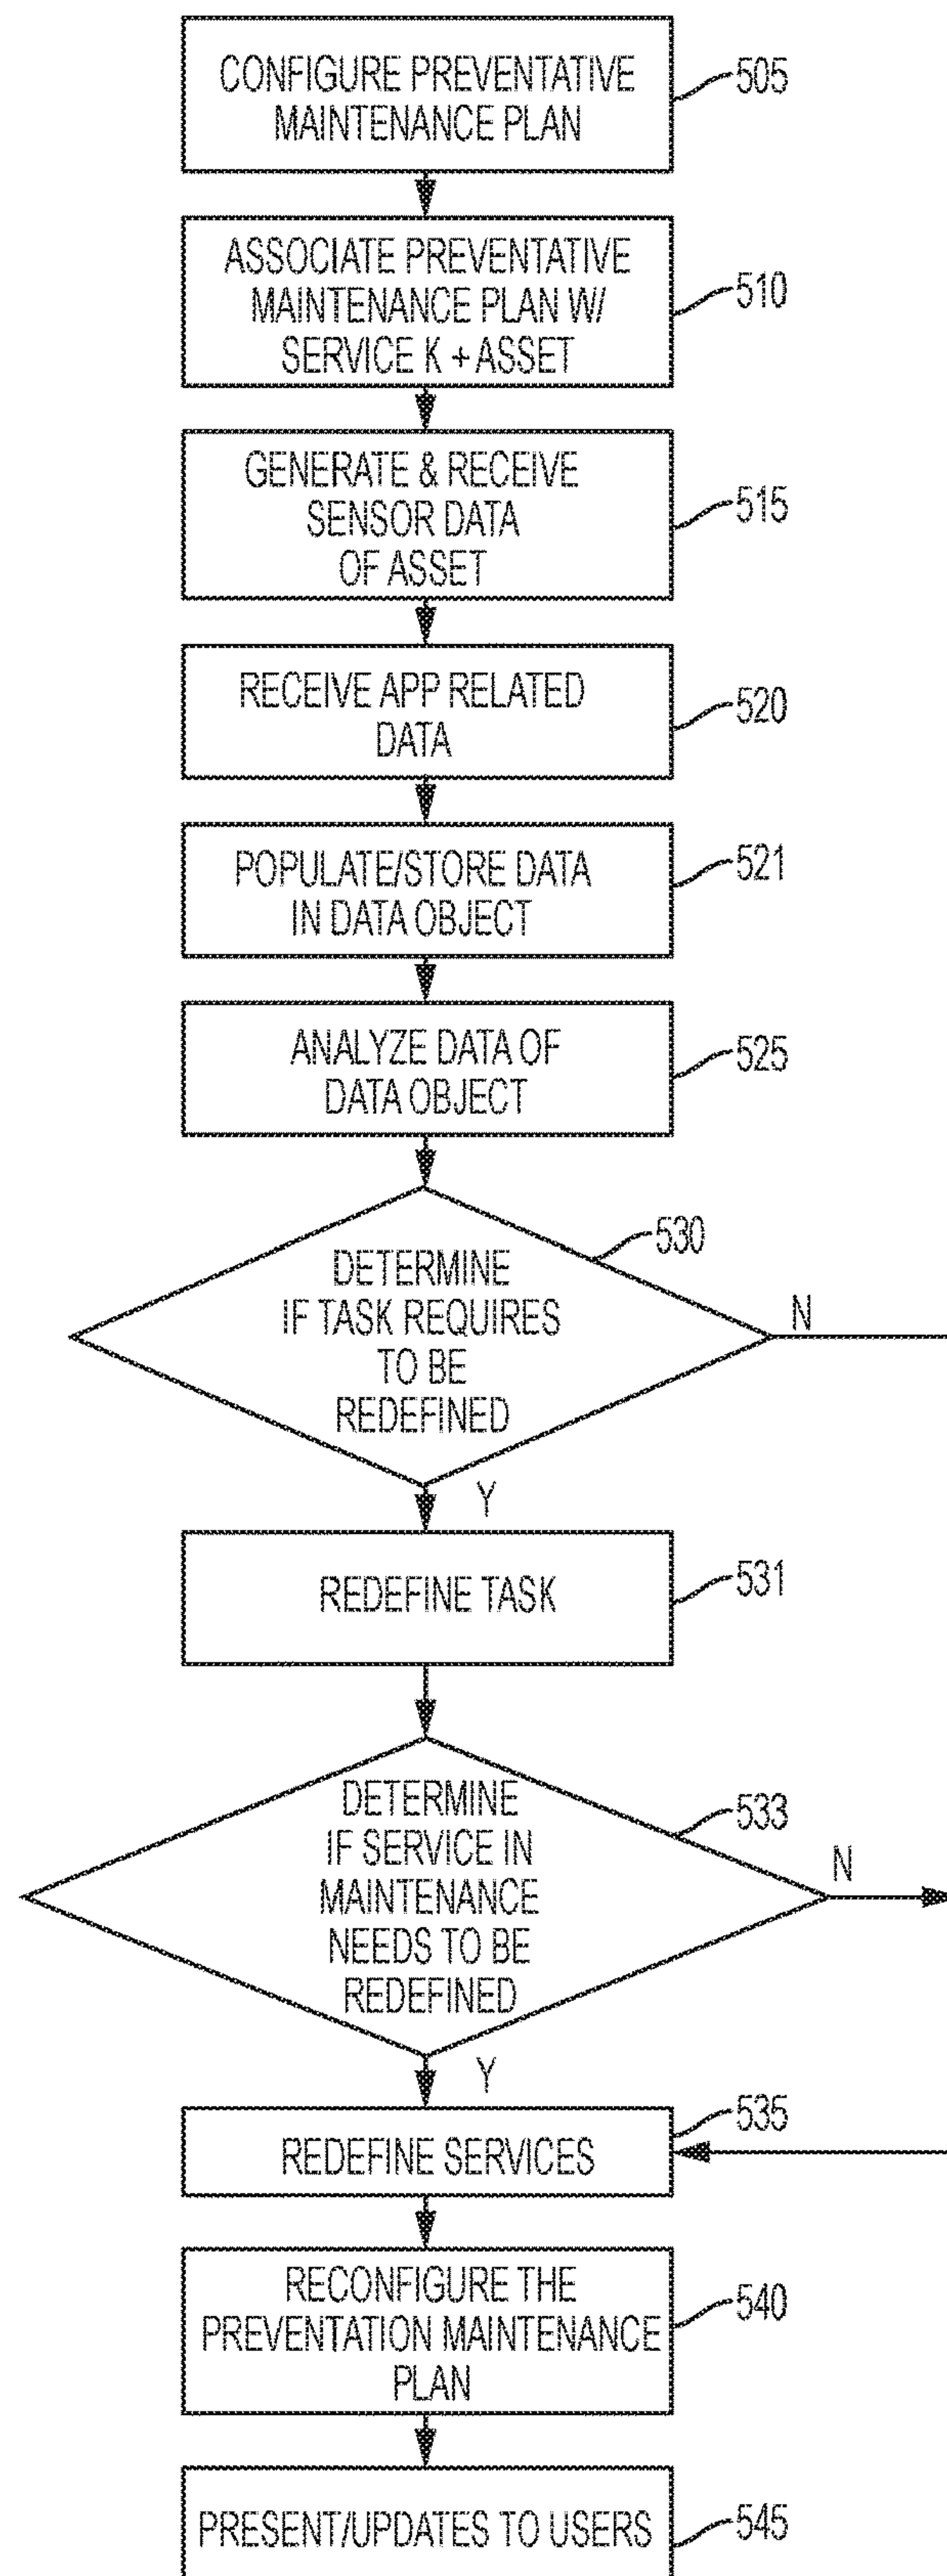 CONFIGURE PREVENTATIVE
MAINTENANCE PLAN
505
ASSOCIATE PREVENTATIVE
MAINTENANCE PLAN W/
SERVICE K + ASSET
510
GENERATE & RECEIVE
SENSOR DATA
OF ASSET
515
RECEIVE APP RELATED
DATA
520
POPULATE/STORE DATA
IN DATA OBJECT
521
ANALYZE DATA OF
DATA OBJECT
525
DETERMINE
IF TASK REQUIRES
TO BE
REDEFINED
530
N
Y
REDEFINE TASK
531
DETERMINE
IF SERVICE IN
MAINTENANCE
NEEDS TO BE
REDEFINED
533
N
Y
REDEFINE SERVICES
535
RECONFIGURE THE
PREVENTATION MAINTENANCE
PLAN
540
PRESENT/UPDATES TO USERS
545